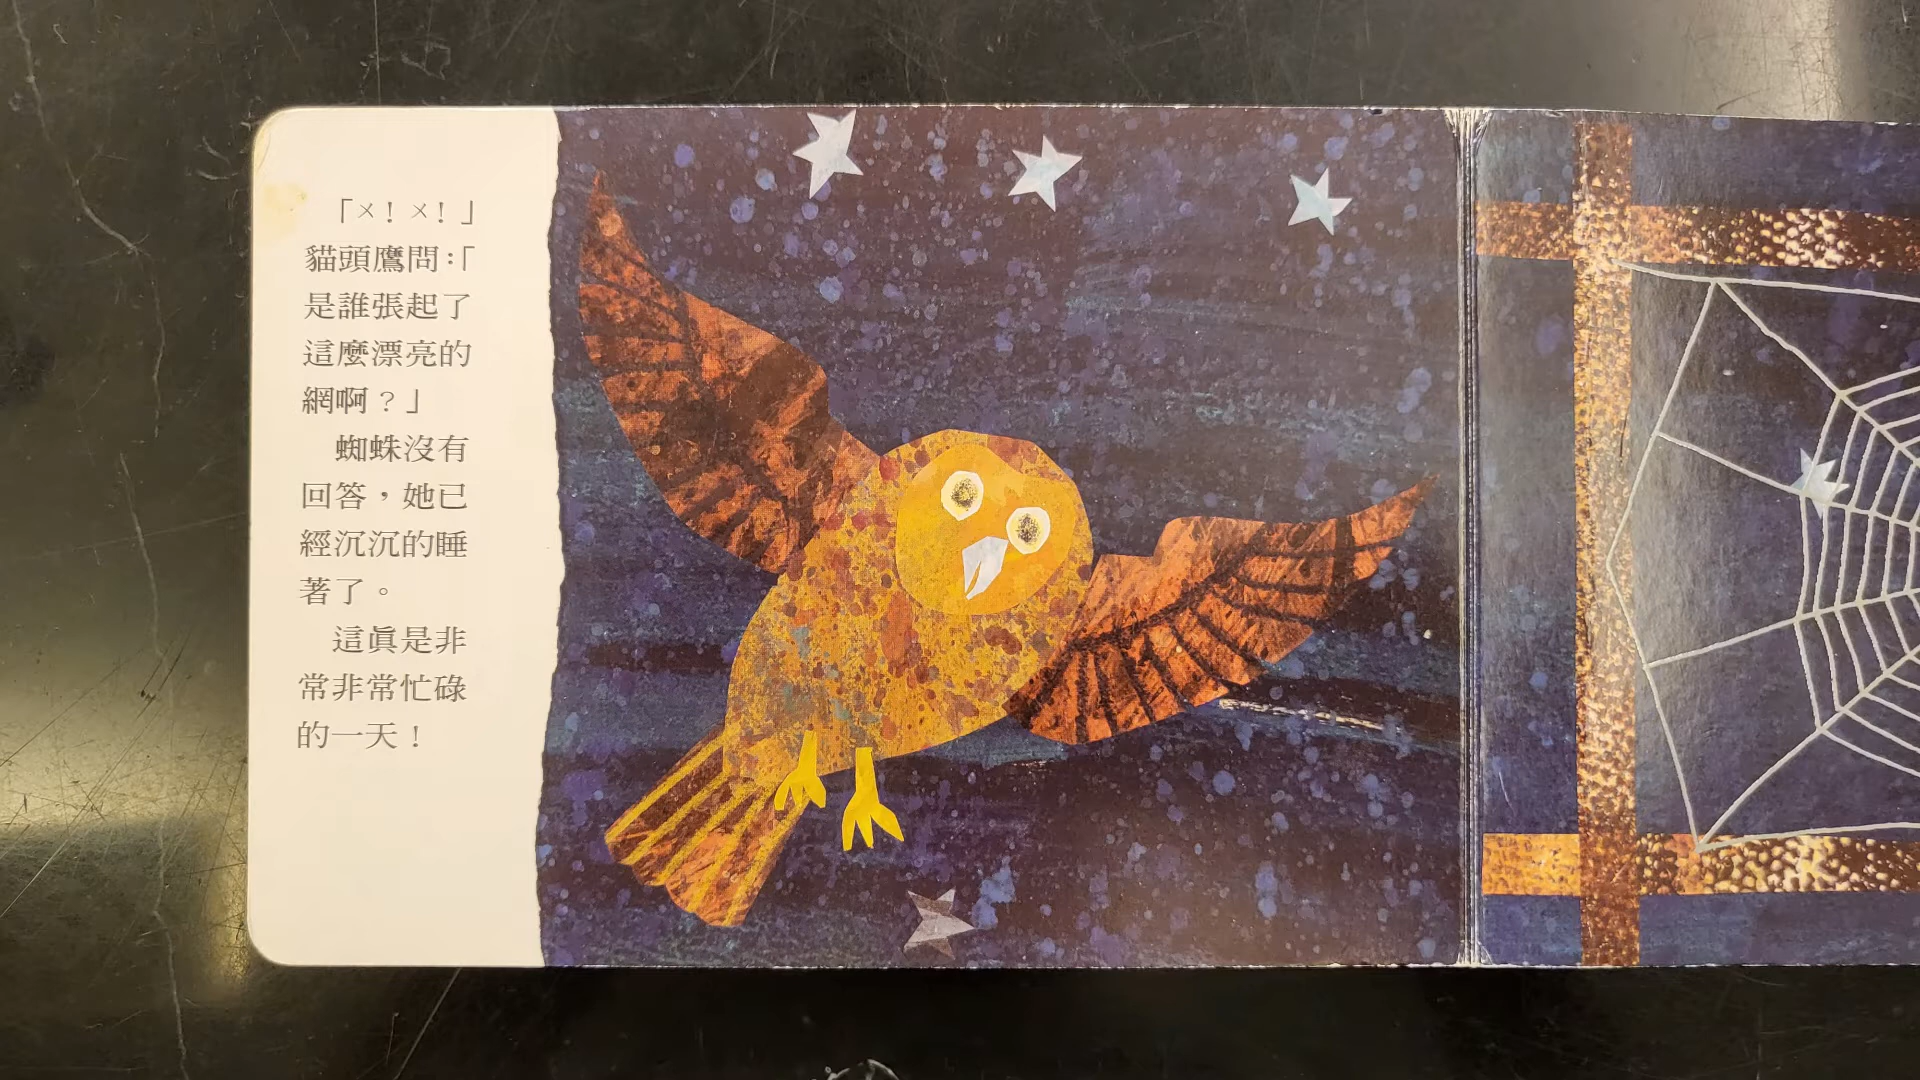 「ㄨ！ㄨ！」
貓頭鷹問：「
是誰張起了
這麼漂亮的
網啊？」
蜘蛛沒有
回答，她已
經沉沉的睡
著了。
這眞是非
常非常忙碌
的一天！